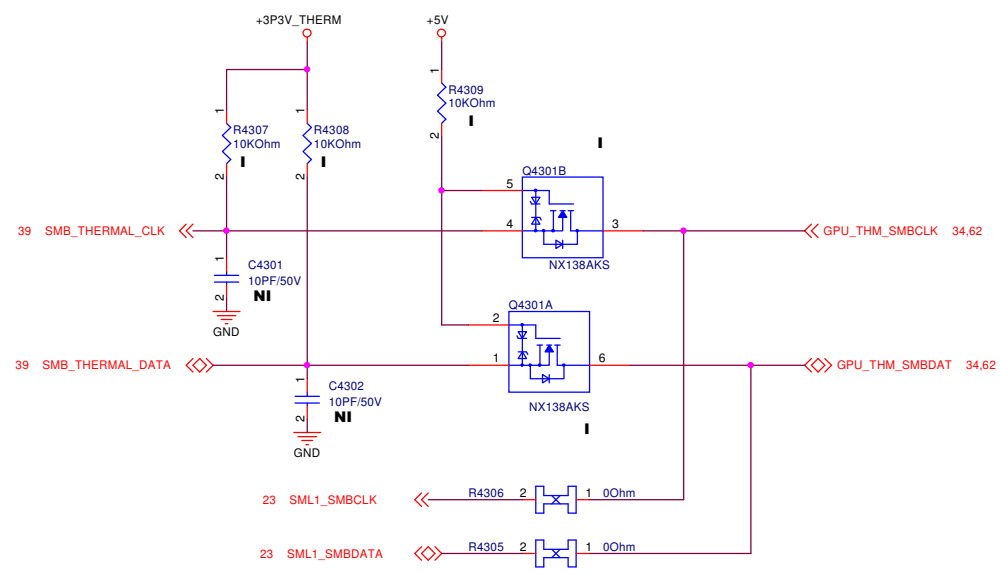 +3P3V_THERM
+5V
1
R4309
10KOhm
I
2
1
R4307
10KOhm
I
2
1
R4308
10KOhm
I
2
I
Q4301B
5
4
3
NX138AKS
39 SMB_THERMAL_CLK
GPU_THM_SMBCLK 34,62
1
C4301
10PF/50V
NI
2
GND
Q4301A
2
1
6
NX138AKS
I
39 SMB_THERMAL_DATA
GPU_THM_SMBDAT 34,62
1
C4302
10PF/50V
NI
2
GND
23 SML1_SMBCLK
R4306 2 1 0Ohm
23 SML1_SMBDATA
R4305 2 1 0Ohm